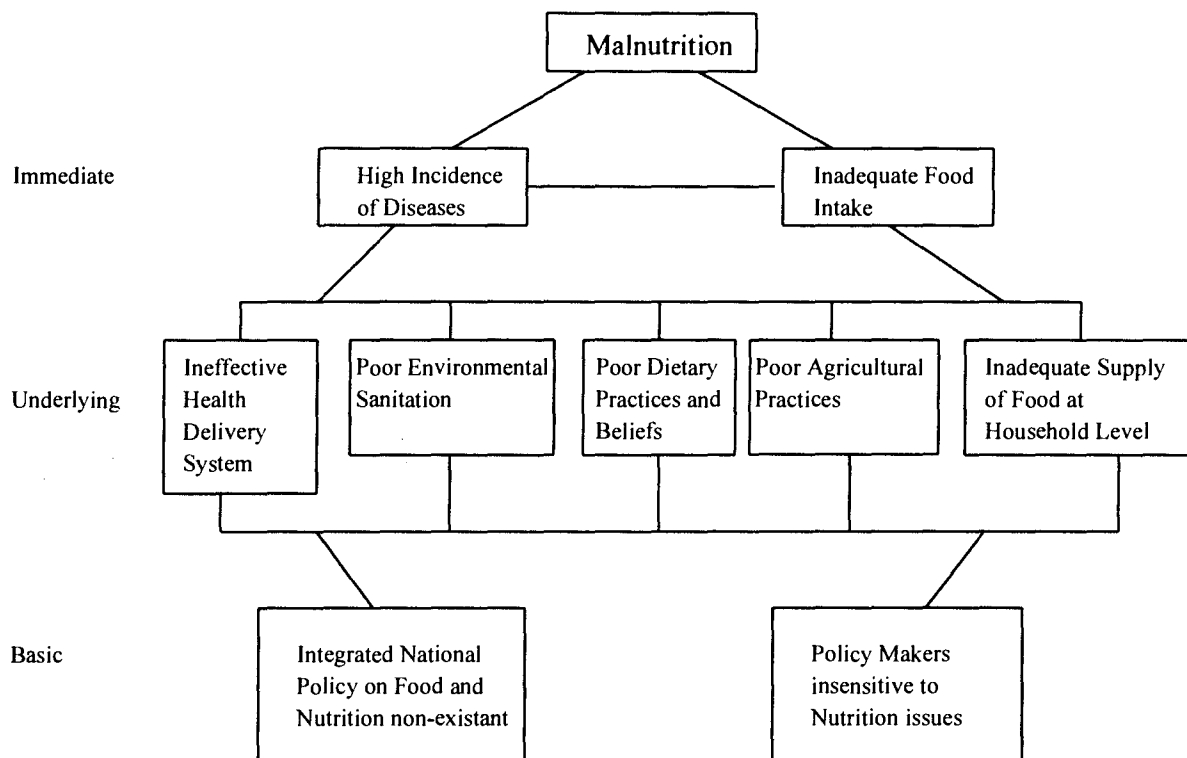 Malnutrition
Immediate
High Incidence
of Diseases
Inadequate Food
Intake
Underlying
Ineffective
Health
Delivery
System
Poor Environmental
Sanitation
Poor Dietary
Practices and
Beliefs
Poor Agricultural
Practices
Inadequate Supply
of Food at
Household Level
Basic
Integrated National
Policy on Food and
Nutrition non-existant
Policy Makers
insensitive to
Nutrition issues